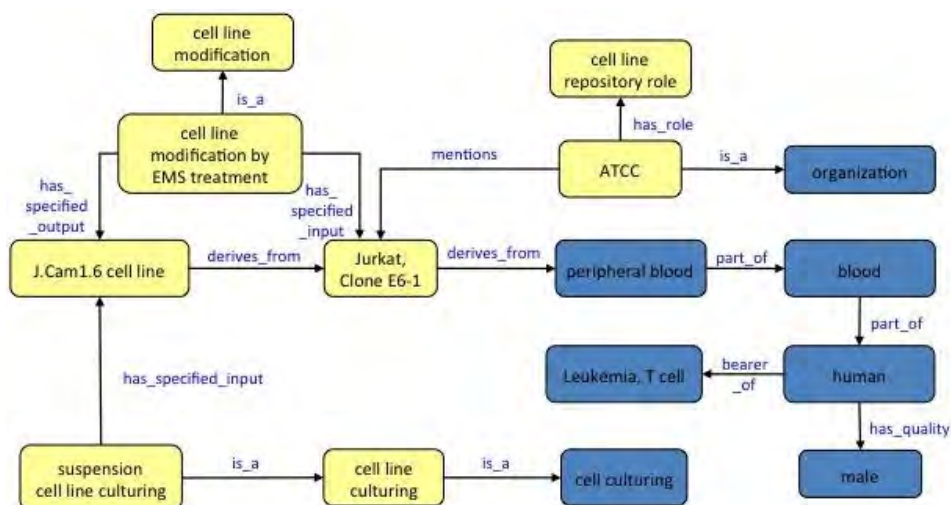 cell line
modification
cell line
repository role
is_a
has_role
cell line
modification by
EMS treatment
mentions
ATCC
is_a
organization
has_
specified
_output
has_
specified
_input
J.Cam1.6 cell line
derives_from
Jurkat,
Clone E6-1
derives_from
peripheral blood
part_of
blood
part_of
has_specified_input
Leukemia, T cell
bearer
_of
human
has_quality
suspension
cell line culturing
is_a
cell line
culturing
is_a
cell culturing
male